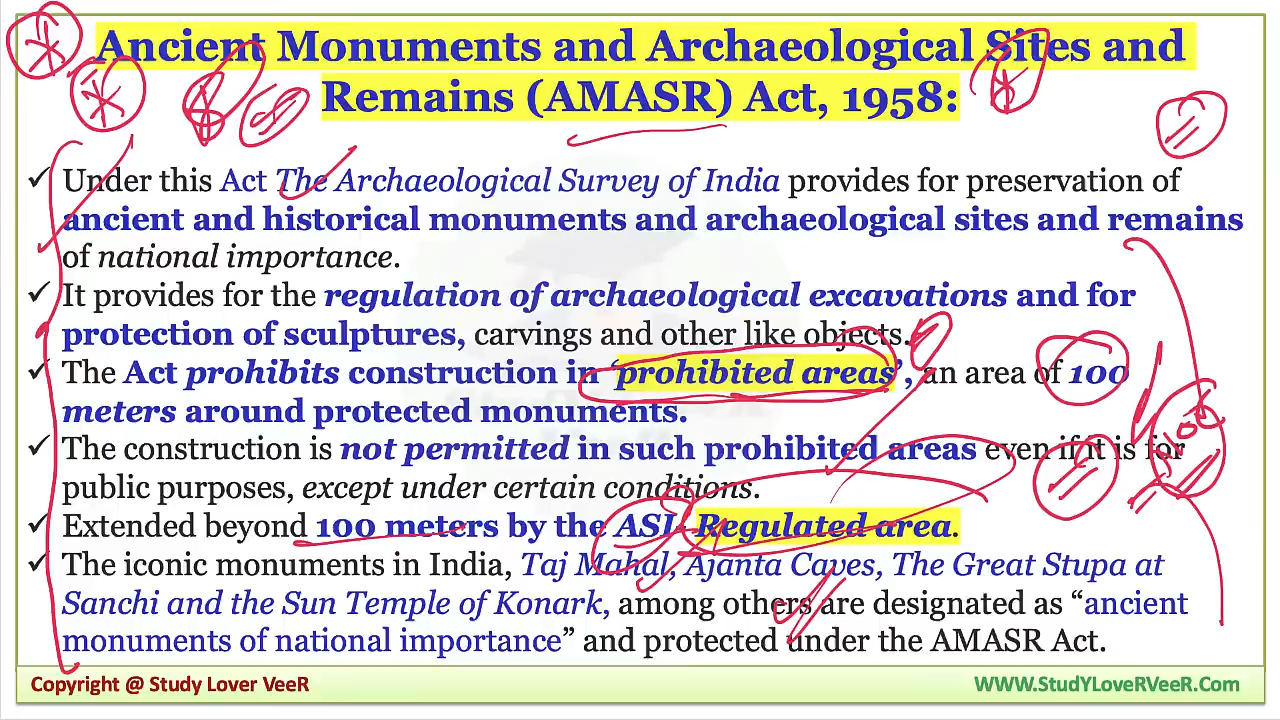 Ancient Monuments and Archaeological Sites and
Remains (AMASR) Act, 1958:
✓ Under this Act The Archaeological Survey of India provides for preservation of
ancient and historical monuments and archaeological sites and remains
of national importance.
✓ It provides for the regulation of archaeological excavations and for
protection of sculptures, carvings and other like objects.
✓ The Act prohibits construction in ‘prohibited areas’, an area of 100
meters around protected monuments.
✓ The construction is not permitted in such prohibited areas even if it is for
public purposes, except under certain conditions.
✓ Extended beyond 100 meters by the ASI- Regulated area.
✓ The iconic monuments in India, Taj Mahal, Ajanta Caves, The Great Stupa at
Sanchi and the Sun Temple of Konark, among others are designated as “ancient
monuments of national importance” and protected under the AMASR Act.
Copyright @ Study Lover VeeR
WWW.StudYLoveRVeeR.Com